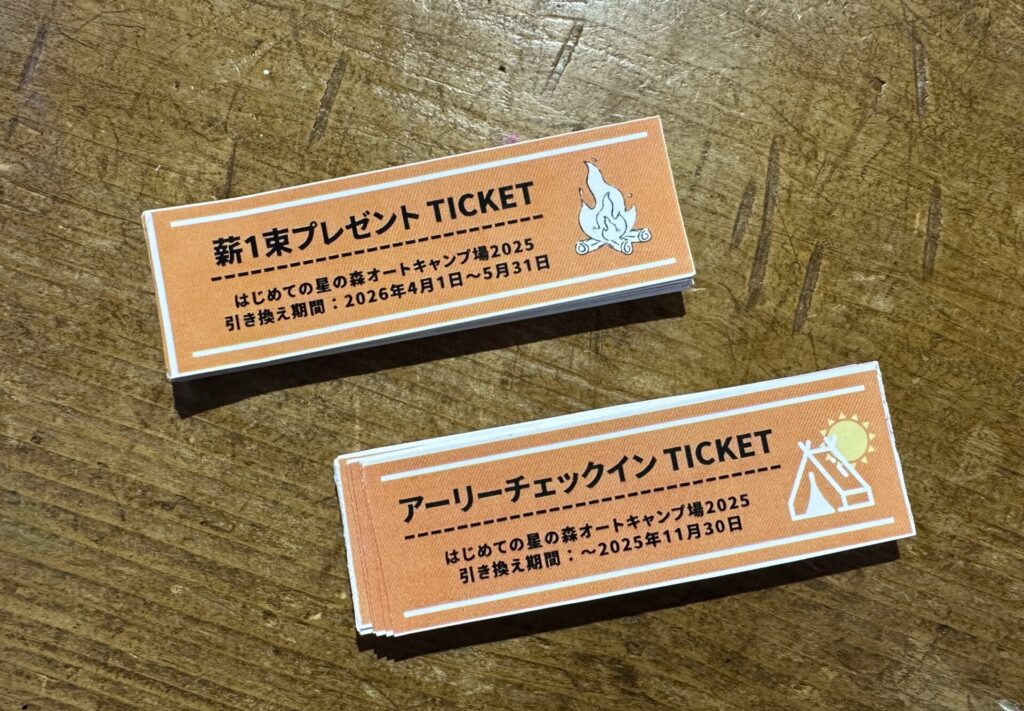 薪1束プレゼント TICKET
はじめての星の森オートキャンプ場2025
引き換え期間：2026年4月1日〜5月31日
アーリーチェックイン TICKET
はじめての星の森オートキャンプ場2025
引き換え期間：〜2025年11月30日